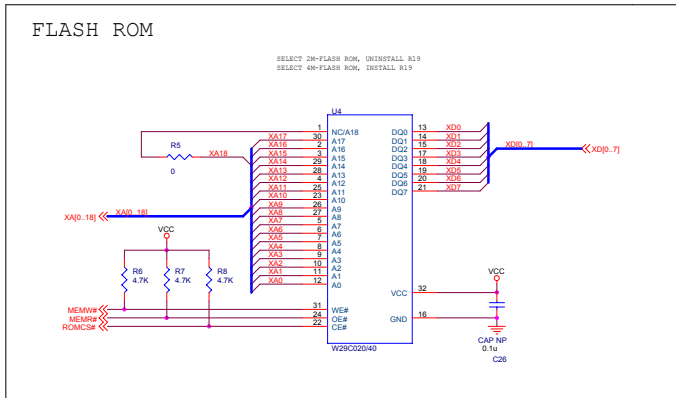 FLASH ROM
SELECT 2M-FLASH ROM, UNINSTALL R19
SELECT 4M-FLASH ROM, INSTALL R19
U4
1 NC/A18 DQ0 13 XD0
XA17 30 A17 DQ1 14 XD1
XA16 2 A16 DQ2 15 XD2
XA15 3 A15 DQ3 17 XD3
XA14 29 A14 DQ4 18 XD4
XA13 28 A13 DQ5 19 XD5
XA12 4 A12 DQ6 20 XD6
XA11 25 A11 DQ7 21 XD7
XA10 23 A10
XA9 26 A9
XA8 27 A8
XA7 5 A7
XA6 6 A6
XA5 7 A5
XA4 8 A4
XA3 9 A3
XA2 10 A2
XA1 11 A1
XA0 12 A0
R5
XA18
0
XD[0..7]
XD[0..7]
XA[0..18]
XA[0..18]
VCC
R6
4.7K
R7
4.7K
R8
4.7K
MEMW# 31 WE#
MEMR# 24 OE#
ROMCS# 22 CE#
VCC 32
GND 16
VCC
W29C020/40
CAP NP
0.1u
C26